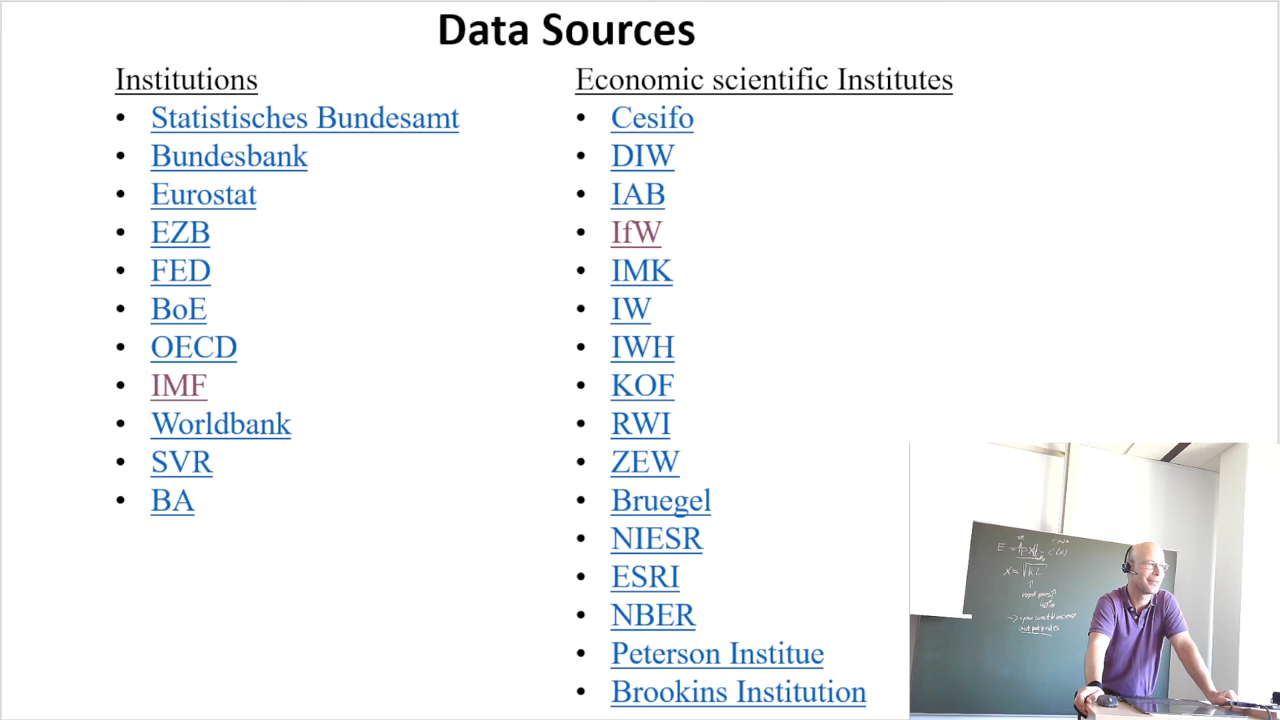 Data Sources
Institutions
• Statistisches Bundesamt
• Bundesbank
• Eurostat
• EZB
• FED
• BoE
• OECD
• IMF
• Worldbank
• SVR
• BA
Economic scientific Institutes
• Cesifo
• DIW
• IAB
• IfW
• IMK
• IW
• IWH
• KOF
• RWI
• ZEW
• Bruegel
• NIESR
• ESRI
• NBER
• Peterson Institue
• Brookins Institution